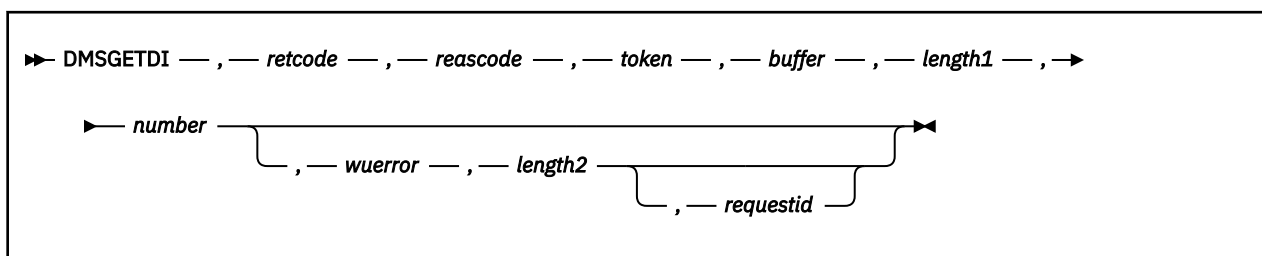 DMSGETDI , retcode , reascode , token , buffer , length1 ,
number
, wuerror , length2
, requestid